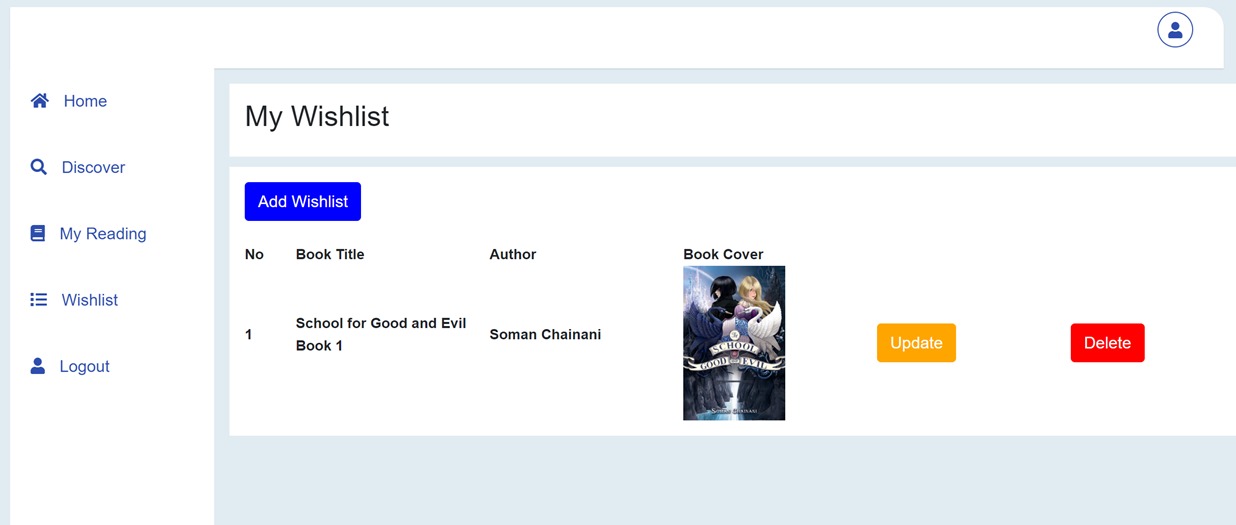 Home
Discover
My Reading
Wishlist
Logout
My Wishlist
Add Wishlist
No Book Title Author Book Cover
1 School for Good and Evil Book 1 Soman Chainani
The
SCHOOL
GOOD and EVIL
SOMAN CHAINANI
Update
Delete